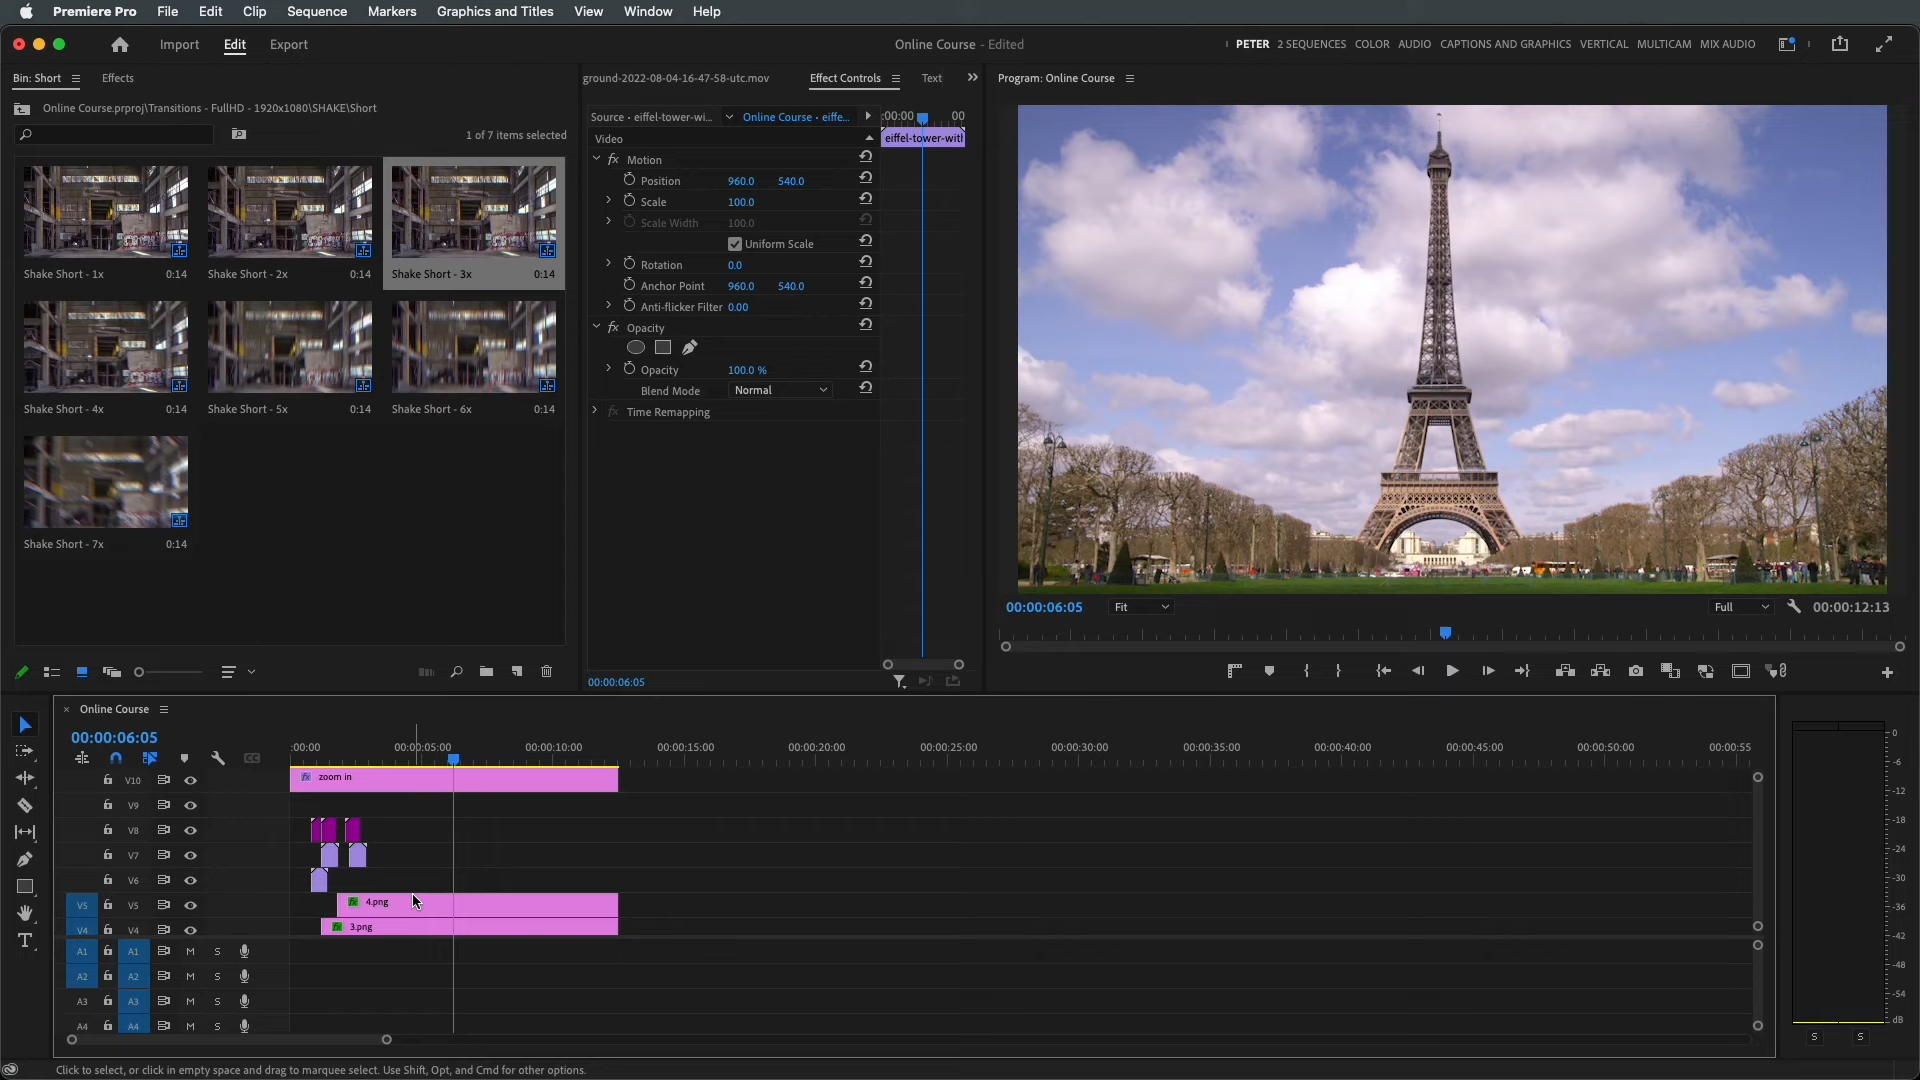 Premiere Pro File Edit Clip Sequence Markers Graphics and Titles View Window Help
Import Edit Export
Online Course - Edited
PETER 2 SEQUENCES COLOR AUDIO CAPTIONS AND GRAPHICS VERTICAL MULTICAM MIX AUDIO
Bin: Short Effects
Online Course.prproj\Transitions - FullHD - 1920x1080\SHAKE\Short
1 of 7 items selected
Shake Short - 1x 0:14
Shake Short - 2x 0:14
Shake Short - 3x 0:14
Shake Short - 4x 0:14
Shake Short - 5x 0:14
Shake Short - 6x 0:14
Shake Short - 7x 0:14
ground-2022-08-04-16-47-58-utc.mov Effect Controls Text
Source • eiffel-tower-wi... Online Course • eiffe... :00:00 00
Video eiffel-tower-with
fx Motion
Position 960.0 540.0
Scale 100.0
Scale Width 100.0
Uniform Scale
Rotation 0.0
Anchor Point 960.0 540.0
Anti-flicker Filter 0.00
fx Opacity
Opacity 100.0 %
Blend Mode Normal
fx Time Remapping
00:00:06:05
Program: Online Course
00:00:06:05 Fit Full 00:00:12:13
Online Course
00:00:06:05
:00:00 00:00:05:00 00:00:10:00 00:00:15:00 00:00:20:00 00:00:25:00 00:00:30:00 00:00:35:00 00:00:40:00 00:00:45:00 00:00:50:00 00:00:55
V10 fx zoom in
V9
V8
V7
V6
V5 V5 fx 4.png
V4 V4 fx 3.png
A1 A1 M S
A2 A2 M S
A3 A3 M S
A4 A4 M S
0
-6
-12
-18
-24
-30
-36
-42
-48
-54
dB
S S
Click to select, or click in empty space and drag to marquee select. Use Shift, Opt, and Cmd for other options.